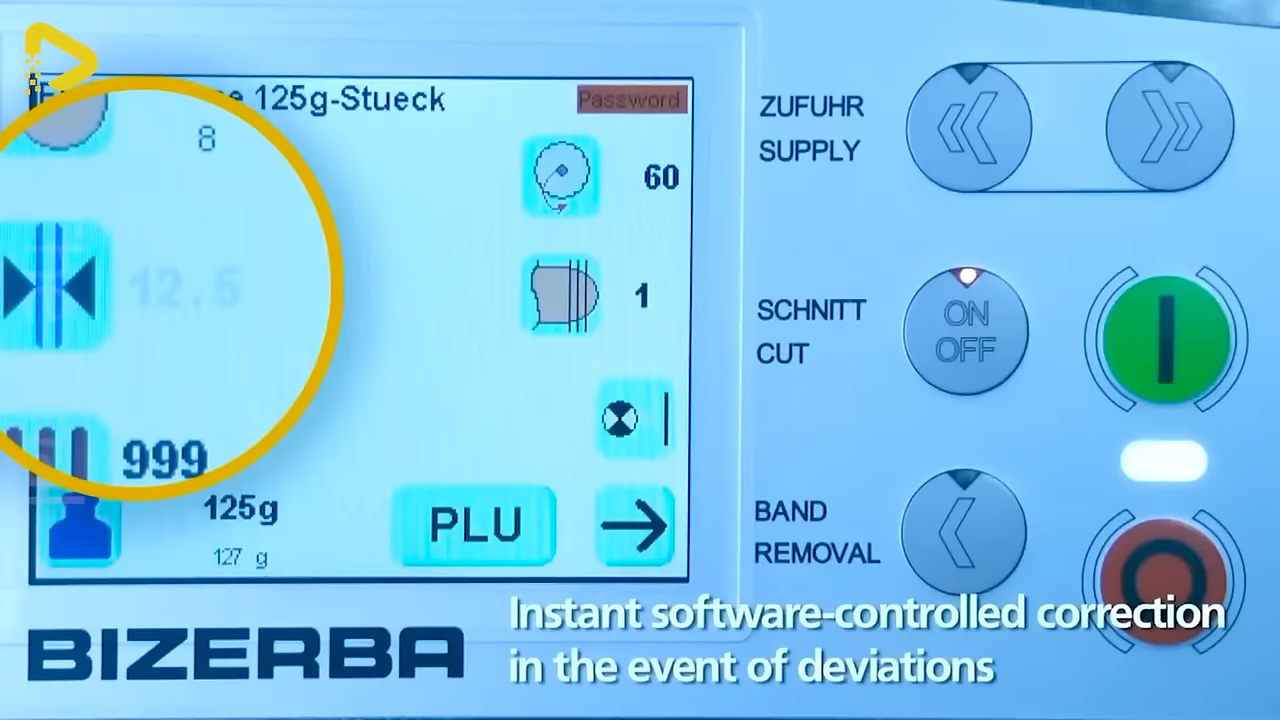 125g-Stueck
Password
8
60
12.5
1
999
125g
127 g
PLU
ZUFUHR
SUPPLY
SCHNITT
CUT
ON
OFF
BAND
REMOVAL
BIZERBA
Instant software-controlled correction
in the event of deviations